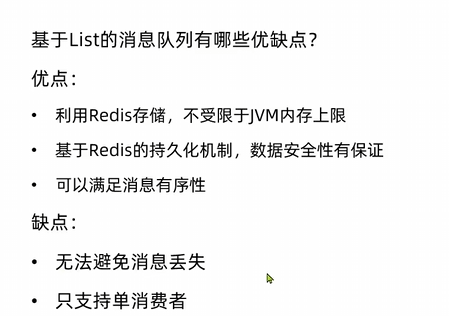 基于List的消息队列有哪些优缺点？
优点：
• 利用Redis存储，不受限于JVM内存上限
• 基于Redis的持久化机制，数据安全性有保证
• 可以满足消息有序性
缺点：
• 无法避免消息丢失
• 只支持单消费者